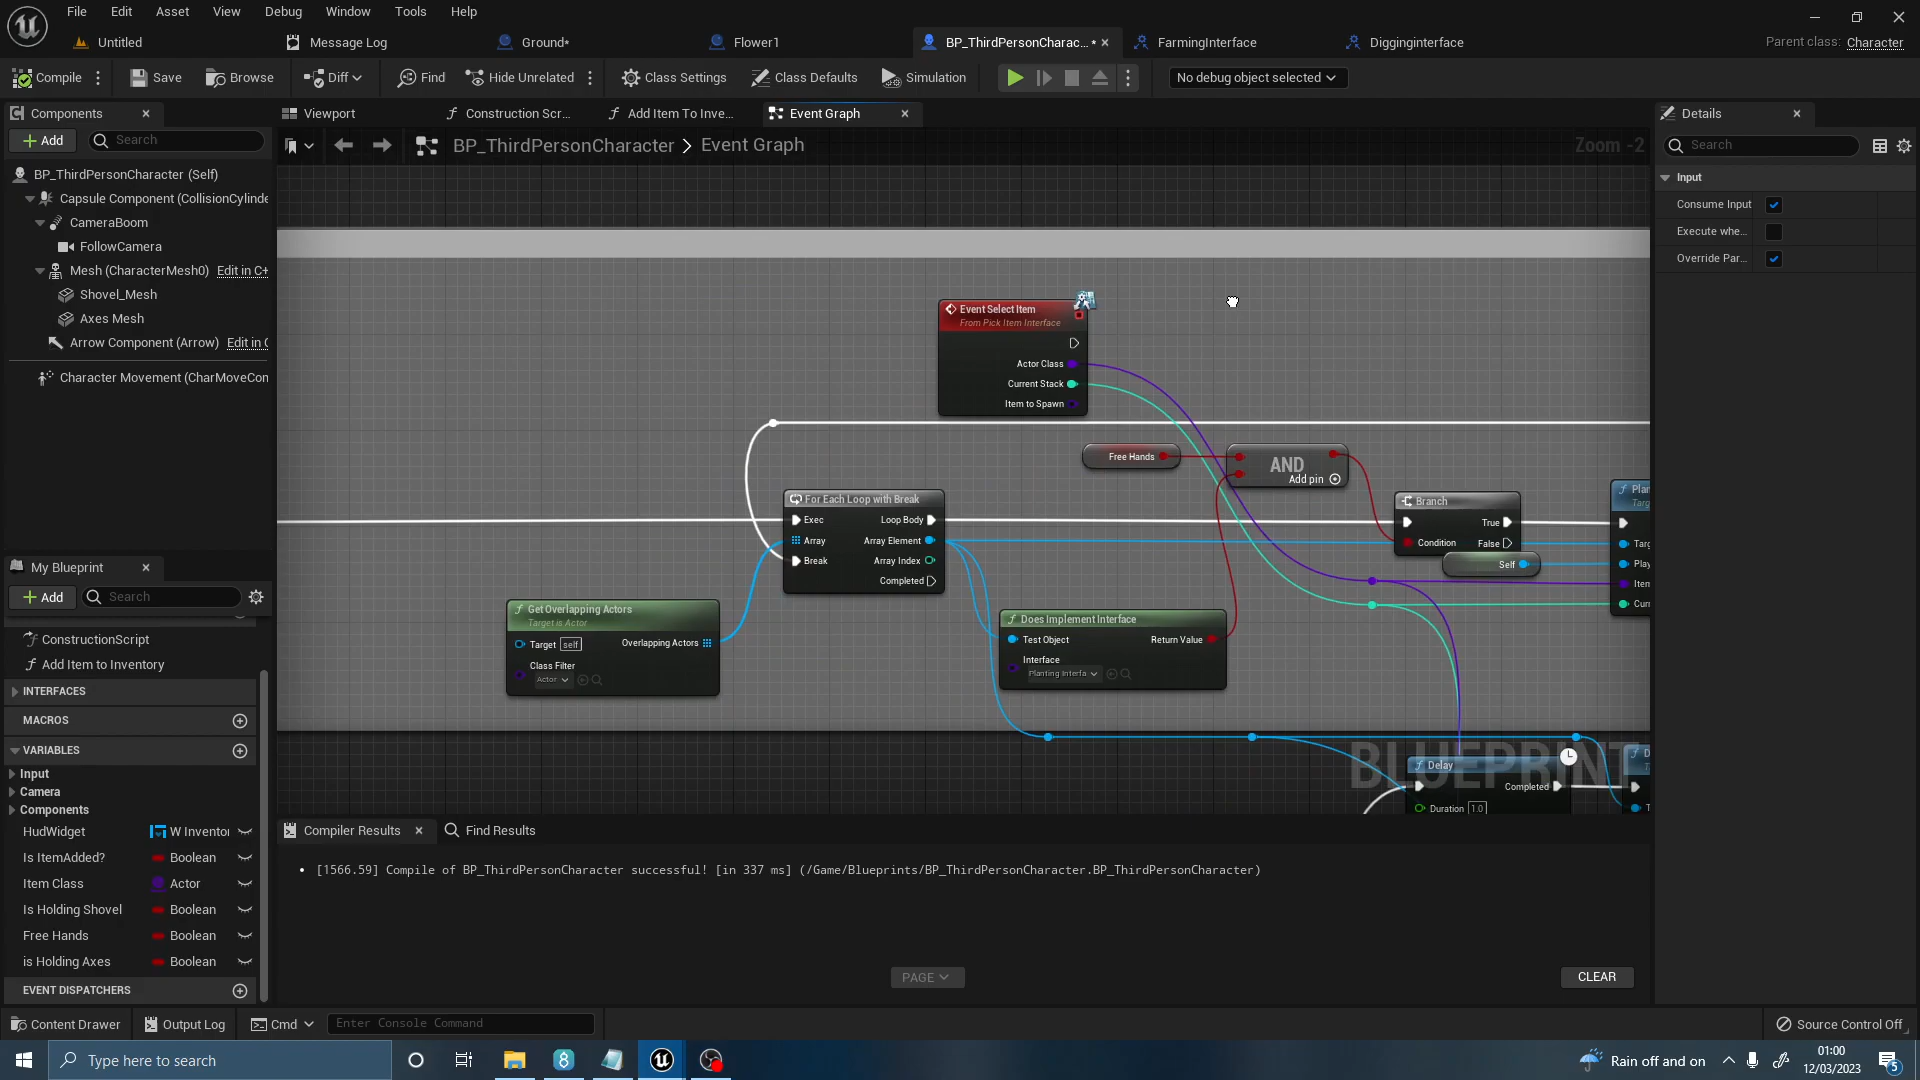 File Edit Asset View Debug Window Tools Help
Untitled Message Log Ground* Flower1 BP_ThirdPersonCharac... * FarmingInterface Digginginterface Parent class: Character
Compile Save Browse Diff Find Hide Unrelated Class Settings Class Defaults Simulation No debug object selected
Components Viewport Construction Scr... Add Item To Inve... Event Graph Details
Add Search BP_ThirdPersonCharacter > Event Graph Zoom -2 Search
BP_ThirdPersonCharacter (Self)
Capsule Component (CollisionCylinde
CameraBoom
FollowCamera
Mesh (CharacterMesh0) Edit in C+
Shovel_Mesh
Axes Mesh
Arrow Component (Arrow) Edit in C
Character Movement (CharMoveCon
Input
Consume Input
Execute whe...
Override Par...
Event Select Item
From Pick Item Interface
Actor Class
Current Stack
Item to Spawn
Free Hands
AND
Add pin
For Each Loop with Break
Exec Loop Body
Array Array Element
Break Array Index
Completed
Branch
True
Condition False
Self
Plan
Targ
Targ
Play
Item
Curr
Get Overlapping Actors
Target is Actor
Target self Overlapping Actors
Class Filter
Actor
Does Implement Interface
Test Object Return Value
Interface
Planting Interfa
BLUEPRINT
Delay
Completed
Duration 1.0
D
T
My Blueprint
Add Search
ConstructionScript
Add Item to Inventory
INTERFACES
MACROS
VARIABLES
Input
Camera
Components
HudWidget W Inventor
Is ItemAdded? Boolean
Item Class Actor
Is Holding Shovel Boolean
Free Hands Boolean
is Holding Axes Boolean
EVENT DISPATCHERS
Compiler Results Find Results
[1566.59] Compile of BP_ThirdPersonCharacter successful! [in 337 ms] (/Game/Blueprints/BP_ThirdPersonCharacter.BP_ThirdPersonCharacter)
PAGE CLEAR
Content Drawer Output Log Cmd Enter Console Command Source Control Off
Type here to search Rain off and on 01:00
12/03/2023 5